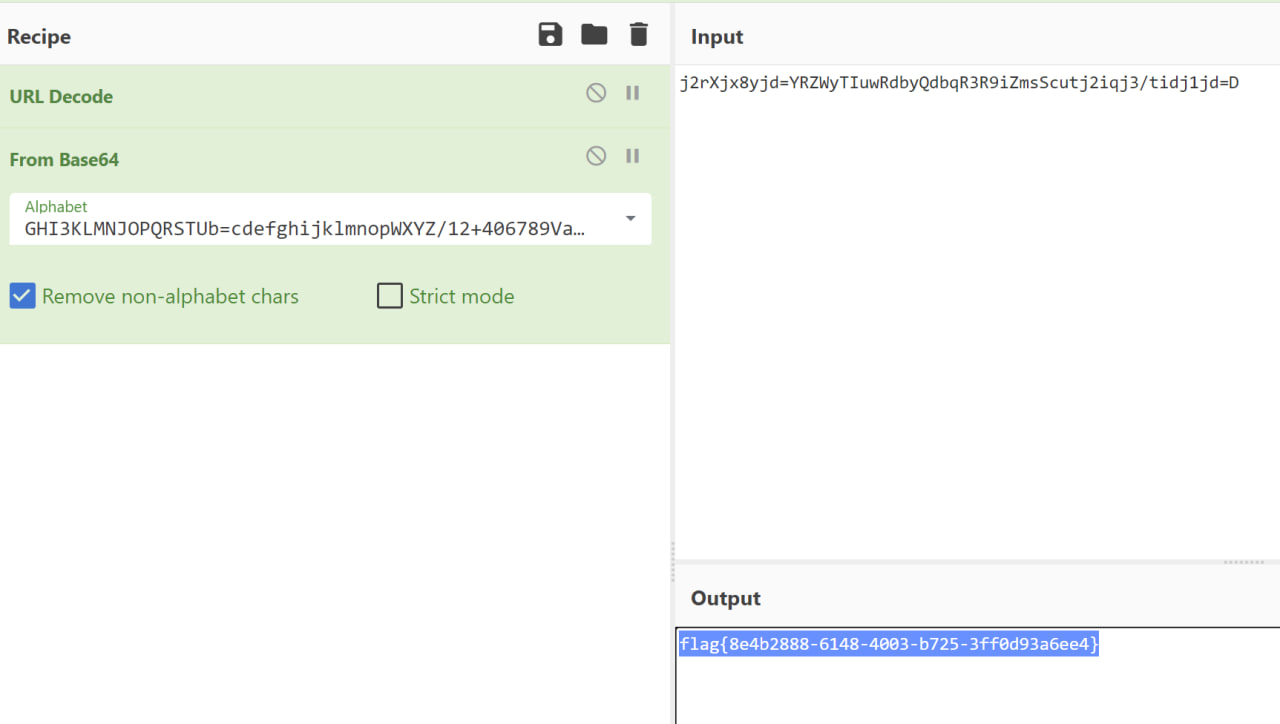 Recipe
URL Decode
From Base64
Alphabet
GHI3KLMNJOPQRSTUb=cdefghijklmnopWXYZ/12+406789Va…
Remove non-alphabet chars
Strict mode
Input
j2rXjx8yjd=YRZWyTIuwRdbyQdbqR3R9iZmsScutj2iqj3/tidj1jd=D
Output
flag{8e4b2888-6148-4003-b725-3ff0d93a6ee4}